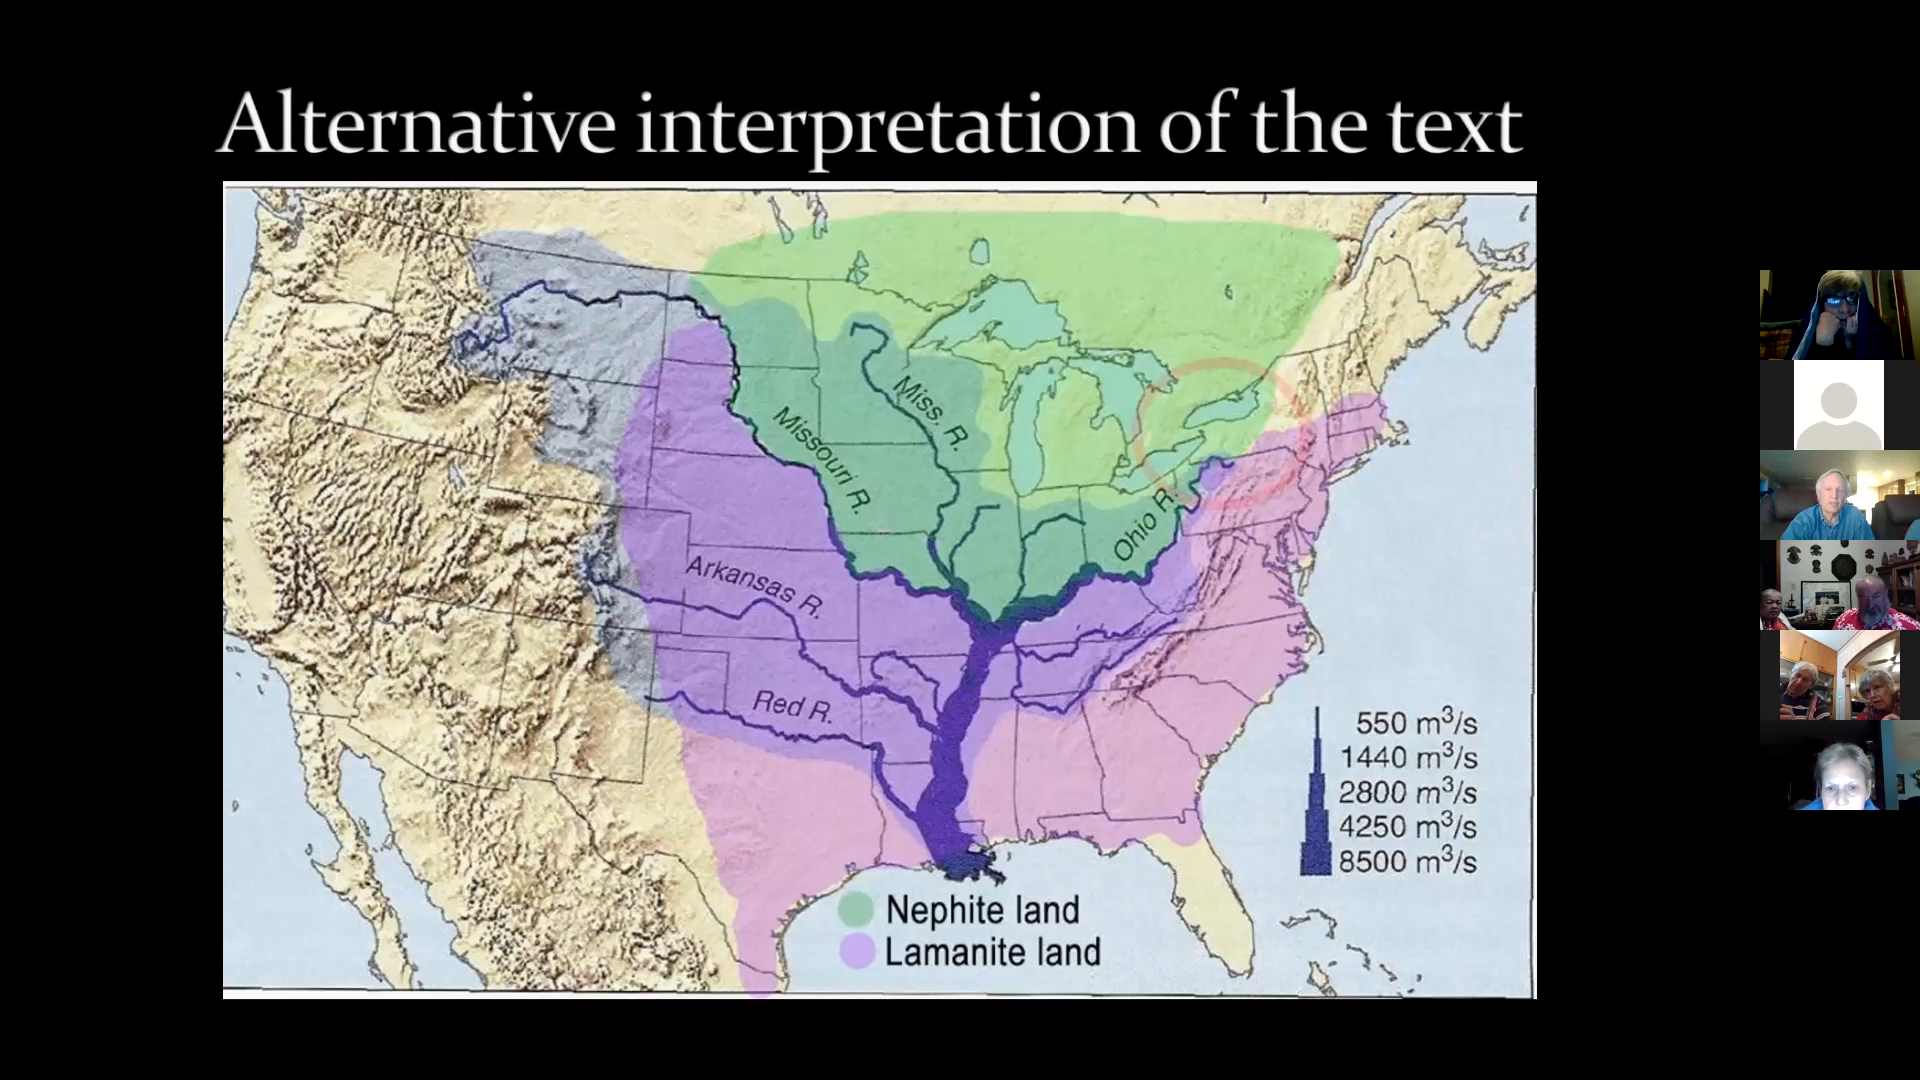 Alternative interpretation of the text
Missouri R.
Miss. R.
Ohio R.
Arkansas R.
Red R.
550 m³/s
1440 m³/s
2800 m³/s
4250 m³/s
8500 m³/s
Nephite land
Lamanite land